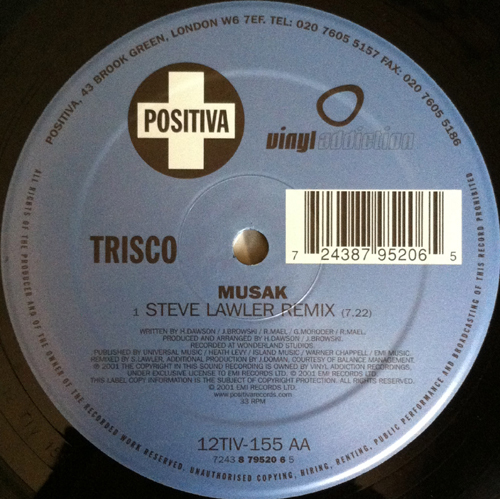 POSITIVA, 43 BROOK GREEN, LONDON W6 7EF. TEL: 020 7605 5157 FAX: 020 7605 5186
POSITIVA
vinyladdiction
7 24387 95206 5
TRISCO
MUSAK
1 STEVE LAWLER REMIX (7.22)
WRITTEN BY H.DAWSON / J.BROWSKI / R.MAEL / G.MORODER / R.MAEL.
PRODUCED AND ARRANGED BY H.DAWSON / J.BROWSKI.
RECORDED AT WONDERLAND STUDIOS.
PUBLISHED BY UNIVERSAL MUSIC / HEATH LEVY / ISLAND MUSIC / WARNER CHAPPELL / EMI MUSIC.
REMIXED BY S.LAWLER, ADDITIONAL PRODUCTION BY J.DOMAN. COURTESY OF BALANCE MANAGEMENT.
℗ 2001 THE COPYRIGHT IN THIS SOUND RECORDING IS OWNED BY VINYL ADDICTION RECORDINGS,
UNDER EXCLUSIVE LICENSE TO EMI RECORDS LTD. © 2001 EMI RECORDS LTD.
THIS LABEL COPY INFORMATION IS THE SUBJECT OF COPYRIGHT PROTECTION. ALL RIGHTS RESERVED.
© 2001 EMI RECORDS LTD.
www.positivarecords.com
33 RPM
12TIV-155 AA
7243 8 79520 6 5
ALL RIGHTS OF THE PRODUCER AND OF THE OWNER OF THE RECORDED WORK RESERVED. UNAUTHORISED COPYING, HIRING, RENTING, PUBLIC PERFORMANCE AND BROADCASTING OF THIS RECORD PROHIBITED